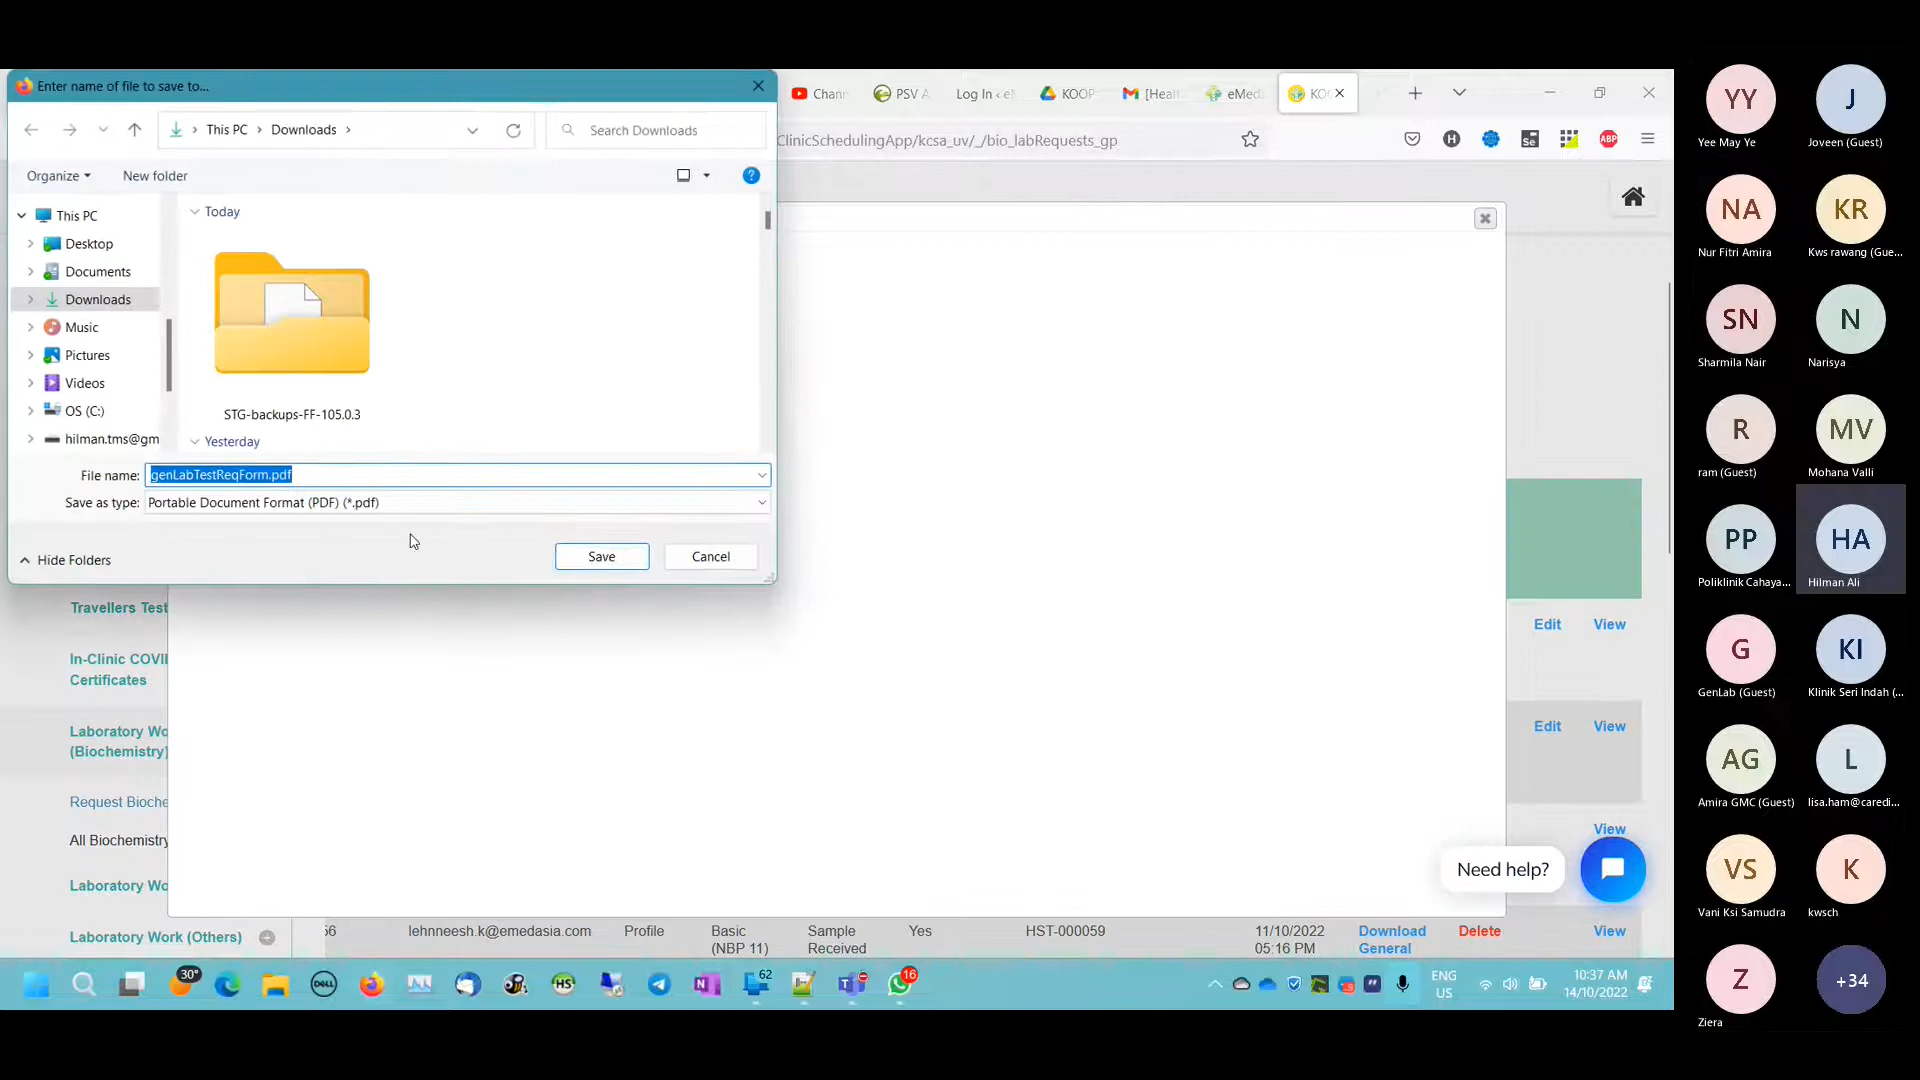 Enter name of file to save to...
Chann
PSV A
Log In ‹ e
KOOP
[Healt
eMed
KO
This PC
Downloads
Search Downloads
ClinicSchedulingApp/kcsa_uv/_/bio_labRequests_gp
Organize
New folder
This PC
Desktop
Documents
Downloads
Music
Pictures
Videos
OS (C:)
hilman.tms@gm
Today
STG-backups-FF-105.0.3
Yesterday
File name: genLabTestReqForm.pdf
Save as type: Portable Document Format (PDF) (*.pdf)
Hide Folders
Save
Cancel
Travellers Test
In-Clinic COVI
Certificates
Laboratory Wo
(Biochemistry)
Request Bioche
All Biochemistry
Laboratory Wo
Laboratory Work (Others)
Edit View
Edit View
View
Need help?
56 lehnneesh.k@emedasia.com Profile Basic Sample Yes HST-000059 11/10/2022 Download Delete View
(NBP 11) Received 05:16 PM General
30°
DELL
62
16
ENG
US
10:37 AM
14/10/2022
YY
Yee May Ye
J
Joveen (Guest)
NA
Nur Fitri Amira
KR
Kws rawang (Gue...
SN
Sharmila Nair
N
Narisya
R
ram (Guest)
MV
Mohana Valli
PP
Poliklinik Cahaya...
HA
Hilman Ali
G
GenLab (Guest)
KI
Klinik Seri Indah (...
AG
Amira GMC (Guest)
L
lisa.ham@caredi...
VS
Vani Ksi Samudra
K
kwsch
Z
Ziera
+34